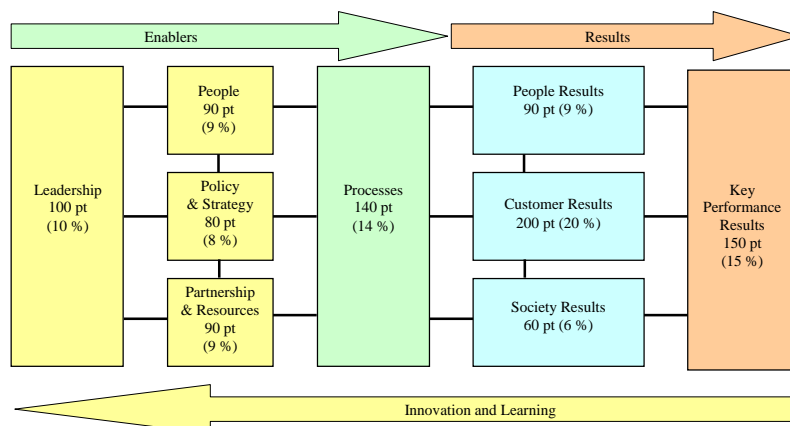 Enablers
Results
Leadership
100 pt
(10 %)
People
90 pt
(9 %)
Policy
& Strategy
80 pt
(8 %)
Partnership
& Resources
90 pt
(9 %)
Processes
140 pt
(14 %)
People Results
90 pt (9 %)
Customer Results
200 pt (20 %)
Society Results
60 pt (6 %)
Key
Performance
Results
150 pt
(15 %)
Innovation and Learning